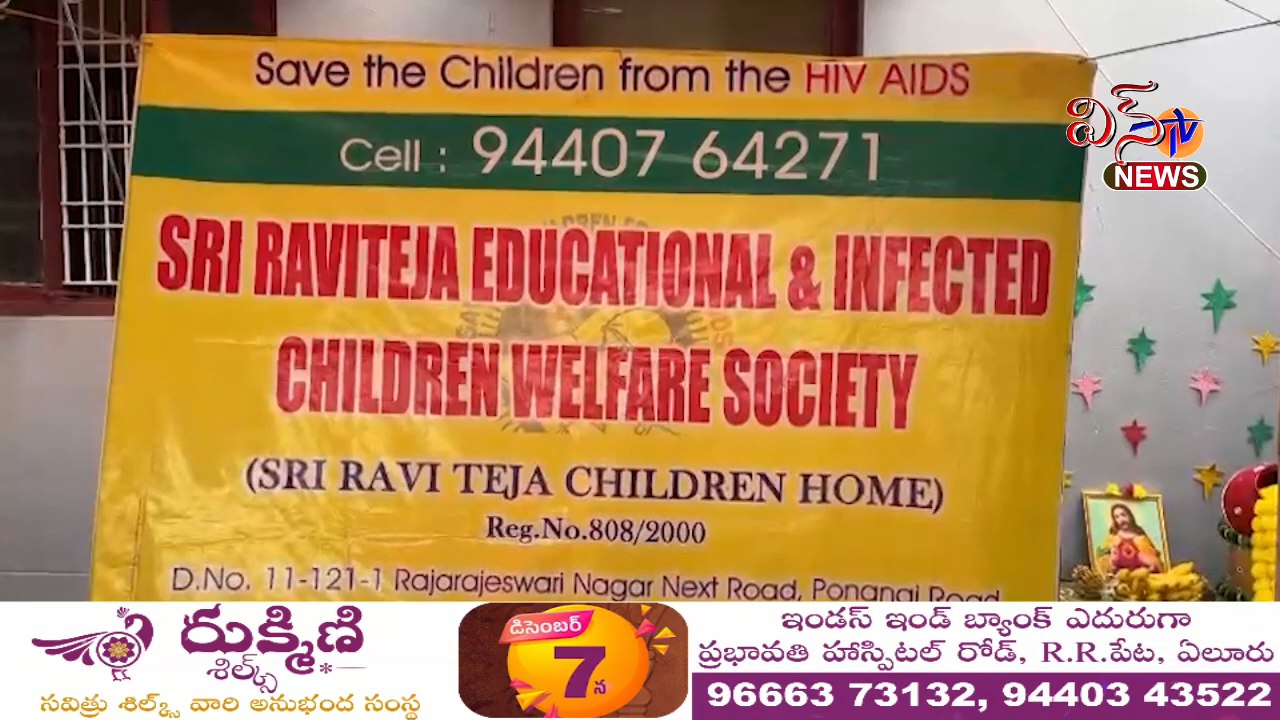 Save the Children from the HIV AIDS
Cell : 94407 64271
విస్ TV
NEWS
SRI RAVITEJA EDUCATIONAL & INFECTED
CHILDREN WELFARE SOCIETY
(SRI RAVI TEJA CHILDREN HOME)
Reg.No.808/2000
D.No. 11-121-1 Rajarajeswari Nagar Next Road, Ponangi Road
రుక్మిణి
శిల్క్స్
సవిత్రు శిల్క్స్ వారి అనుభంద సంస్థ
డిసెంబర్
7న
ఇండస్ ఇండ్ బ్యాంక్ ఎదురుగా
ప్రభావతి హాస్పిటల్ రోడ్, R.R.పేట, ఏలూరు
96663 73132, 94403 43522